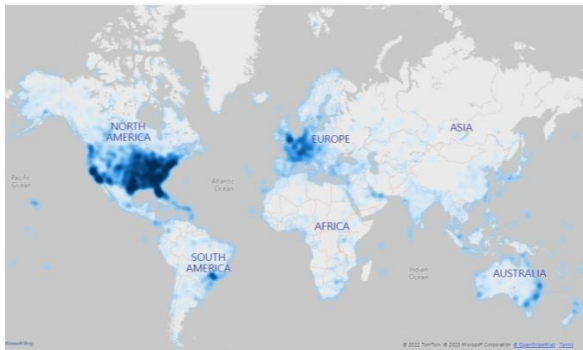 NORTH
AMERICA
EUROPE
ASIA
Pacific
Ocean
Atlantic
Ocean
AFRICA
SOUTH
AMERICA
Indian
Ocean
AUSTRALIA
Microsoft Bing
© 2022 TomTom, © 2023 Microsoft Corporation, © OpenStreetMap Terms